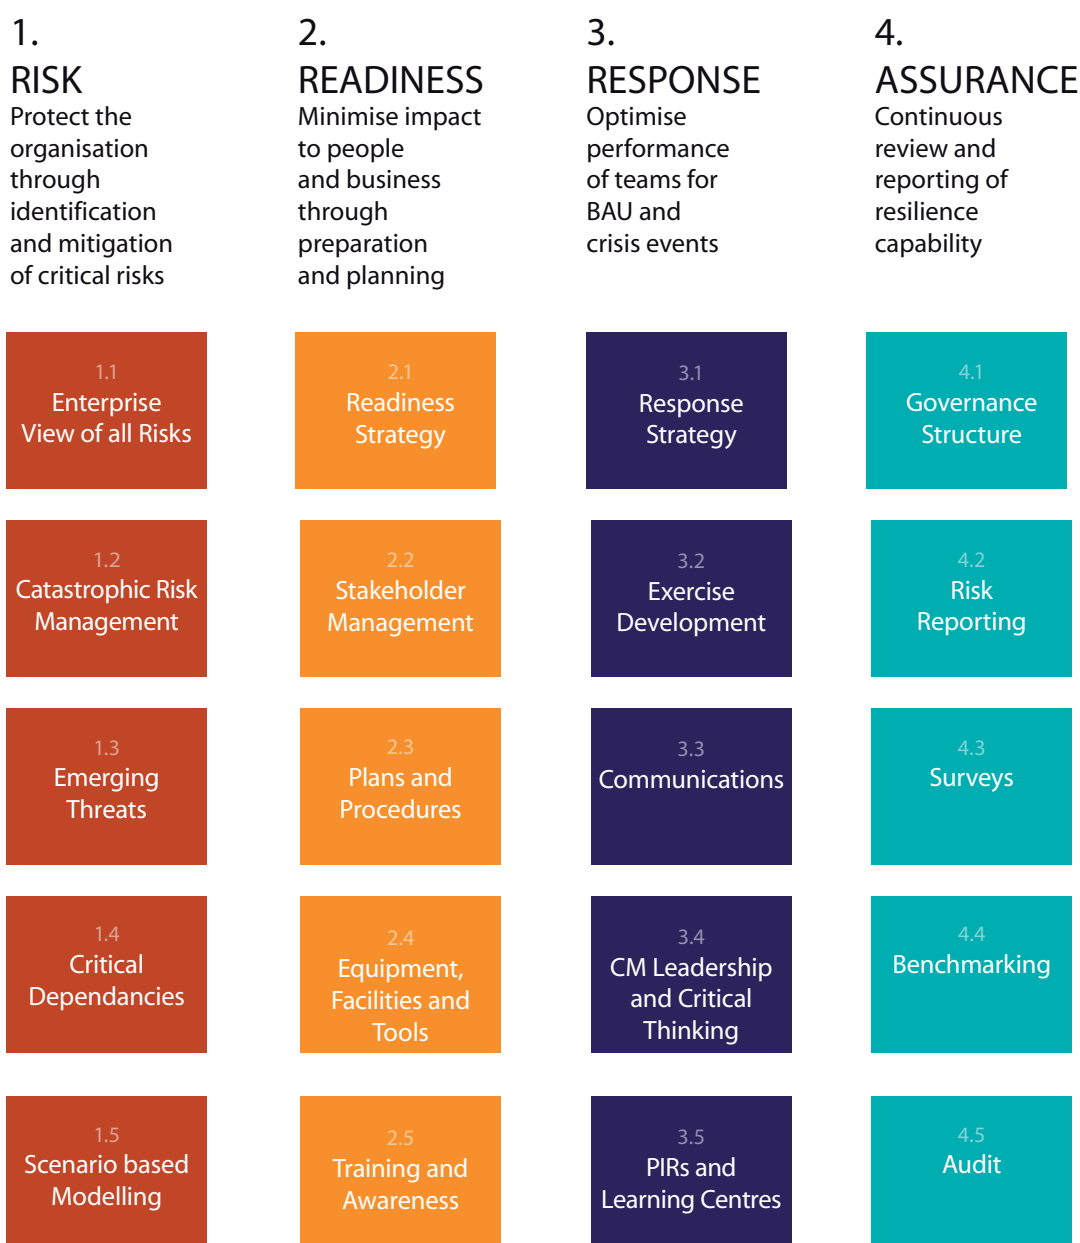 1.
RISK
Protect the
organisation
through
identification
and mitigation
of critical risks
1.1
Enterprise
View of all Risks
1.2
Catastrophic Risk
Management
1.3
Emerging
Threats
1.4
Critical
Dependancies
1.5
Scenario based
Modelling
2.
READINESS
Minimise impact
to people
and business
through
preparation
and planning
2.1
Readiness
Strategy
2.2
Stakeholder
Management
2.3
Plans and
Procedures
2.4
Equipment,
Facilities and
Tools
2.5
Training and
Awareness
3.
RESPONSE
Optimise
performance
of teams for
BAU and
crisis events
3.1
Response
Strategy
3.2
Exercise
Development
3.3
Communications
3.4
CM Leadership
and Critical
Thinking
3.5
PIRs and
Learning Centres
4.
ASSURANCE
Continuous
review and
reporting of
resilience
capability
4.1
Governance
Structure
4.2
Risk
Reporting
4.3
Surveys
4.4
Benchmarking
4.5
Audit